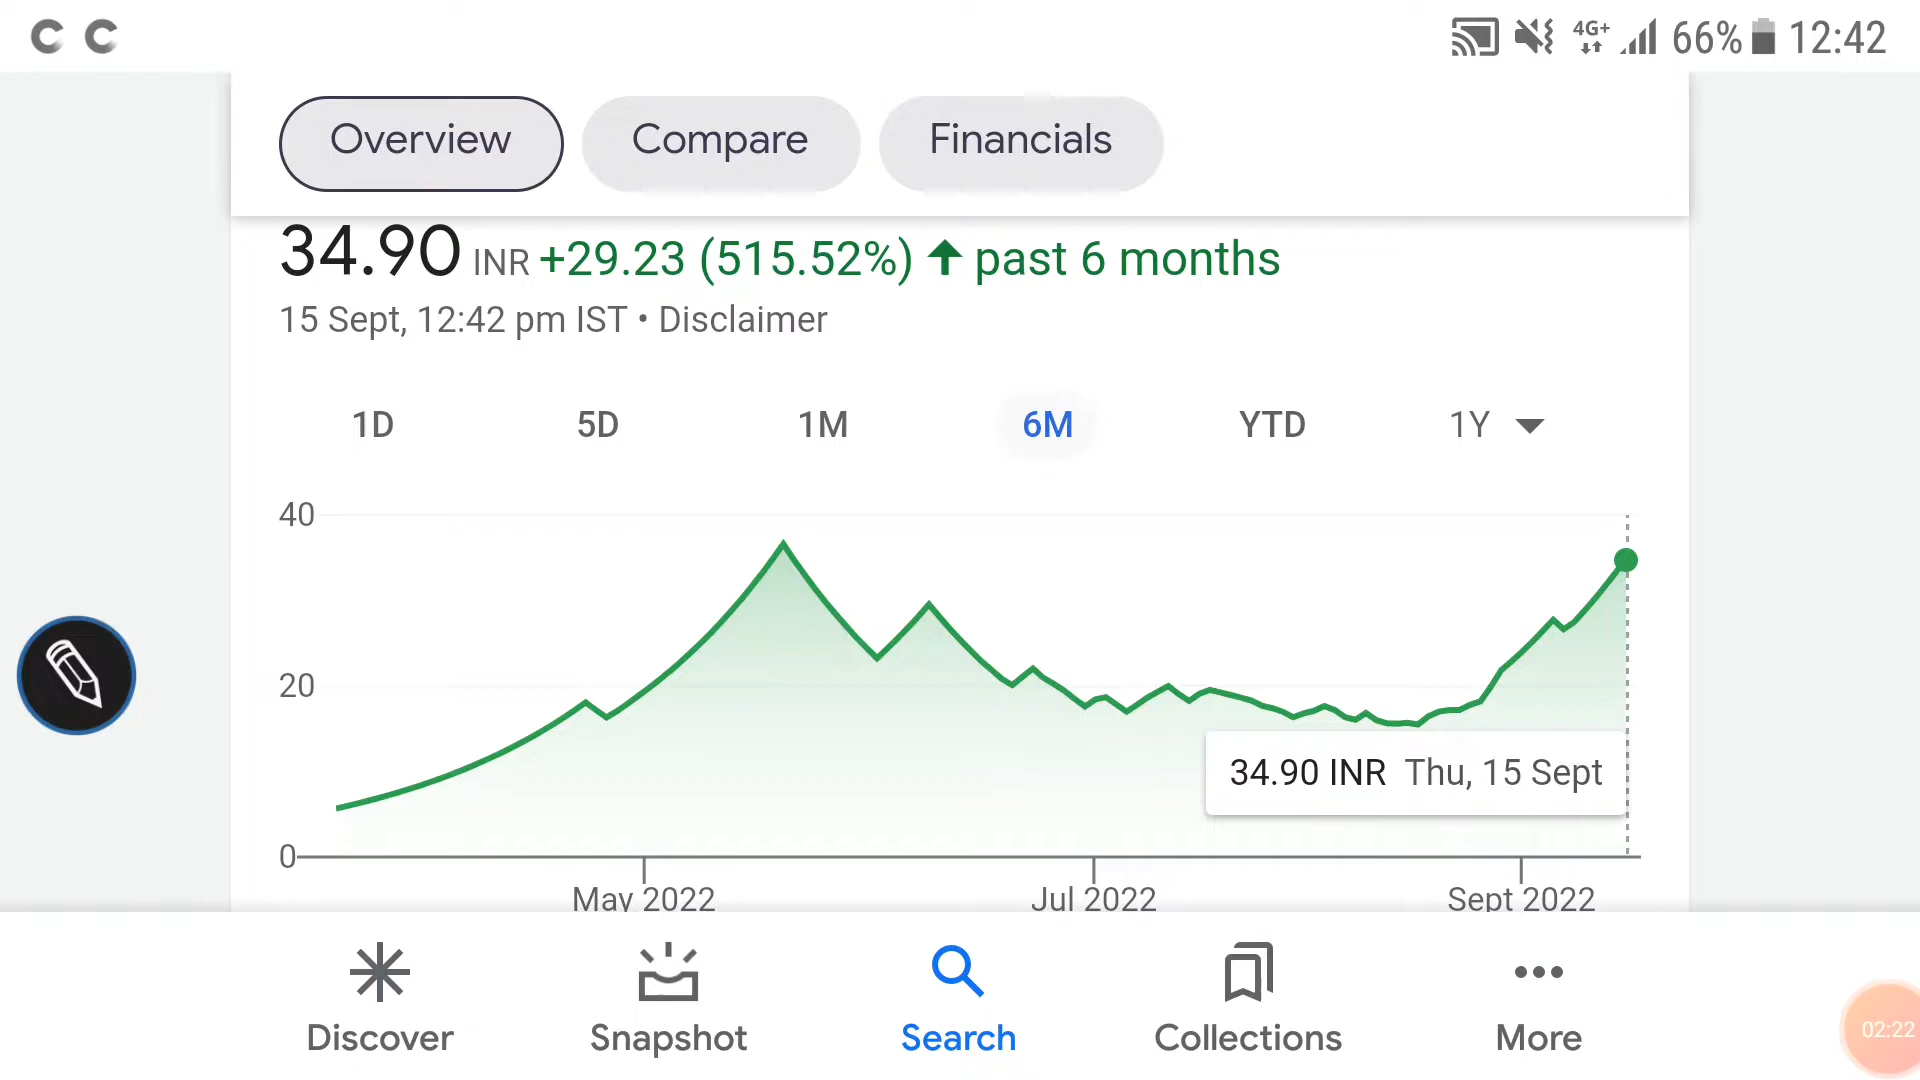 C C 4G+ 66% 12:42
Overview Compare Financials
34.90 INR +29.23 (515.52%) ↑ past 6 months
15 Sept, 12:42 pm IST • Disclaimer
1D 5D 1M 6M YTD 1Y
40
20
34.90 INR Thu, 15 Sept
0
May 2022 Jul 2022 Sept 2022
Discover Snapshot Search Collections More
02:22